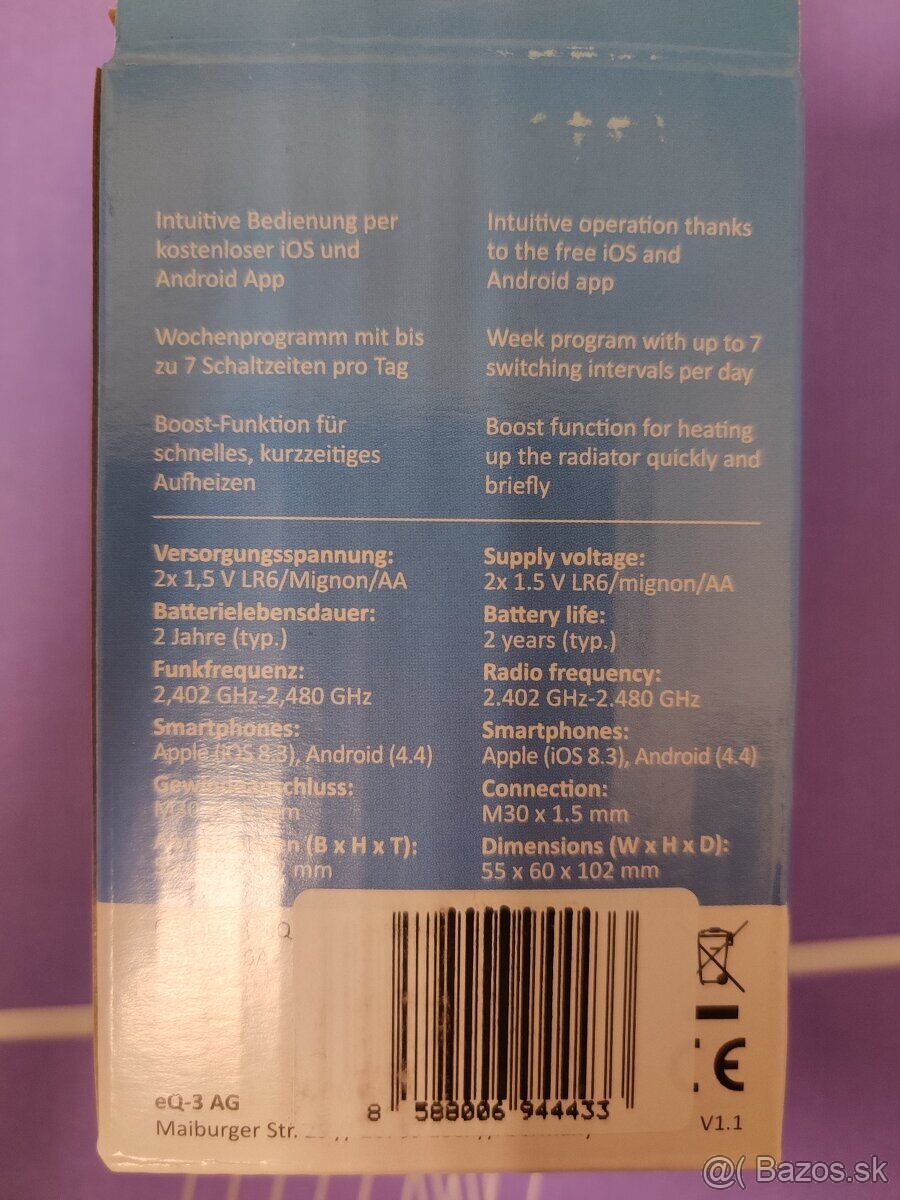 Intuitive Bedienung per
kostenloser iOS und
Android App
Wochenprogramm mit bis
zu 7 Schaltzeiten pro Tag
Boost-Funktion für
schnelles, kurzzeitiges
Aufheizen
Intuitive operation thanks
to the free iOS and
Android app
Week program with up to 7
switching intervals per day
Boost function for heating
up the radiator quickly and
briefly
Versorgungsspannung:
2x 1,5 V LR6/Mignon/AA
Batterielebensdauer:
2 Jahre (typ.)
Funkfrequenz:
2,402 GHz-2,480 GHz
Smartphones:
Apple (iOS 8.3), Android (4.4)
(B x H x T):
mm
Supply voltage:
2x 1.5 V LR6/mignon/AA
Battery life:
2 years (typ.)
Radio frequency:
2.402 GHz-2.480 GHz
Smartphones:
Apple (iOS 8.3), Android (4.4)
Connection:
M30 x 1.5 mm
Dimensions (W x H x D):
55 x 60 x 102 mm
8 588006 944433
CE
eQ-3 AG
Maiburger Str.
V1.1
@( Bazos.sk